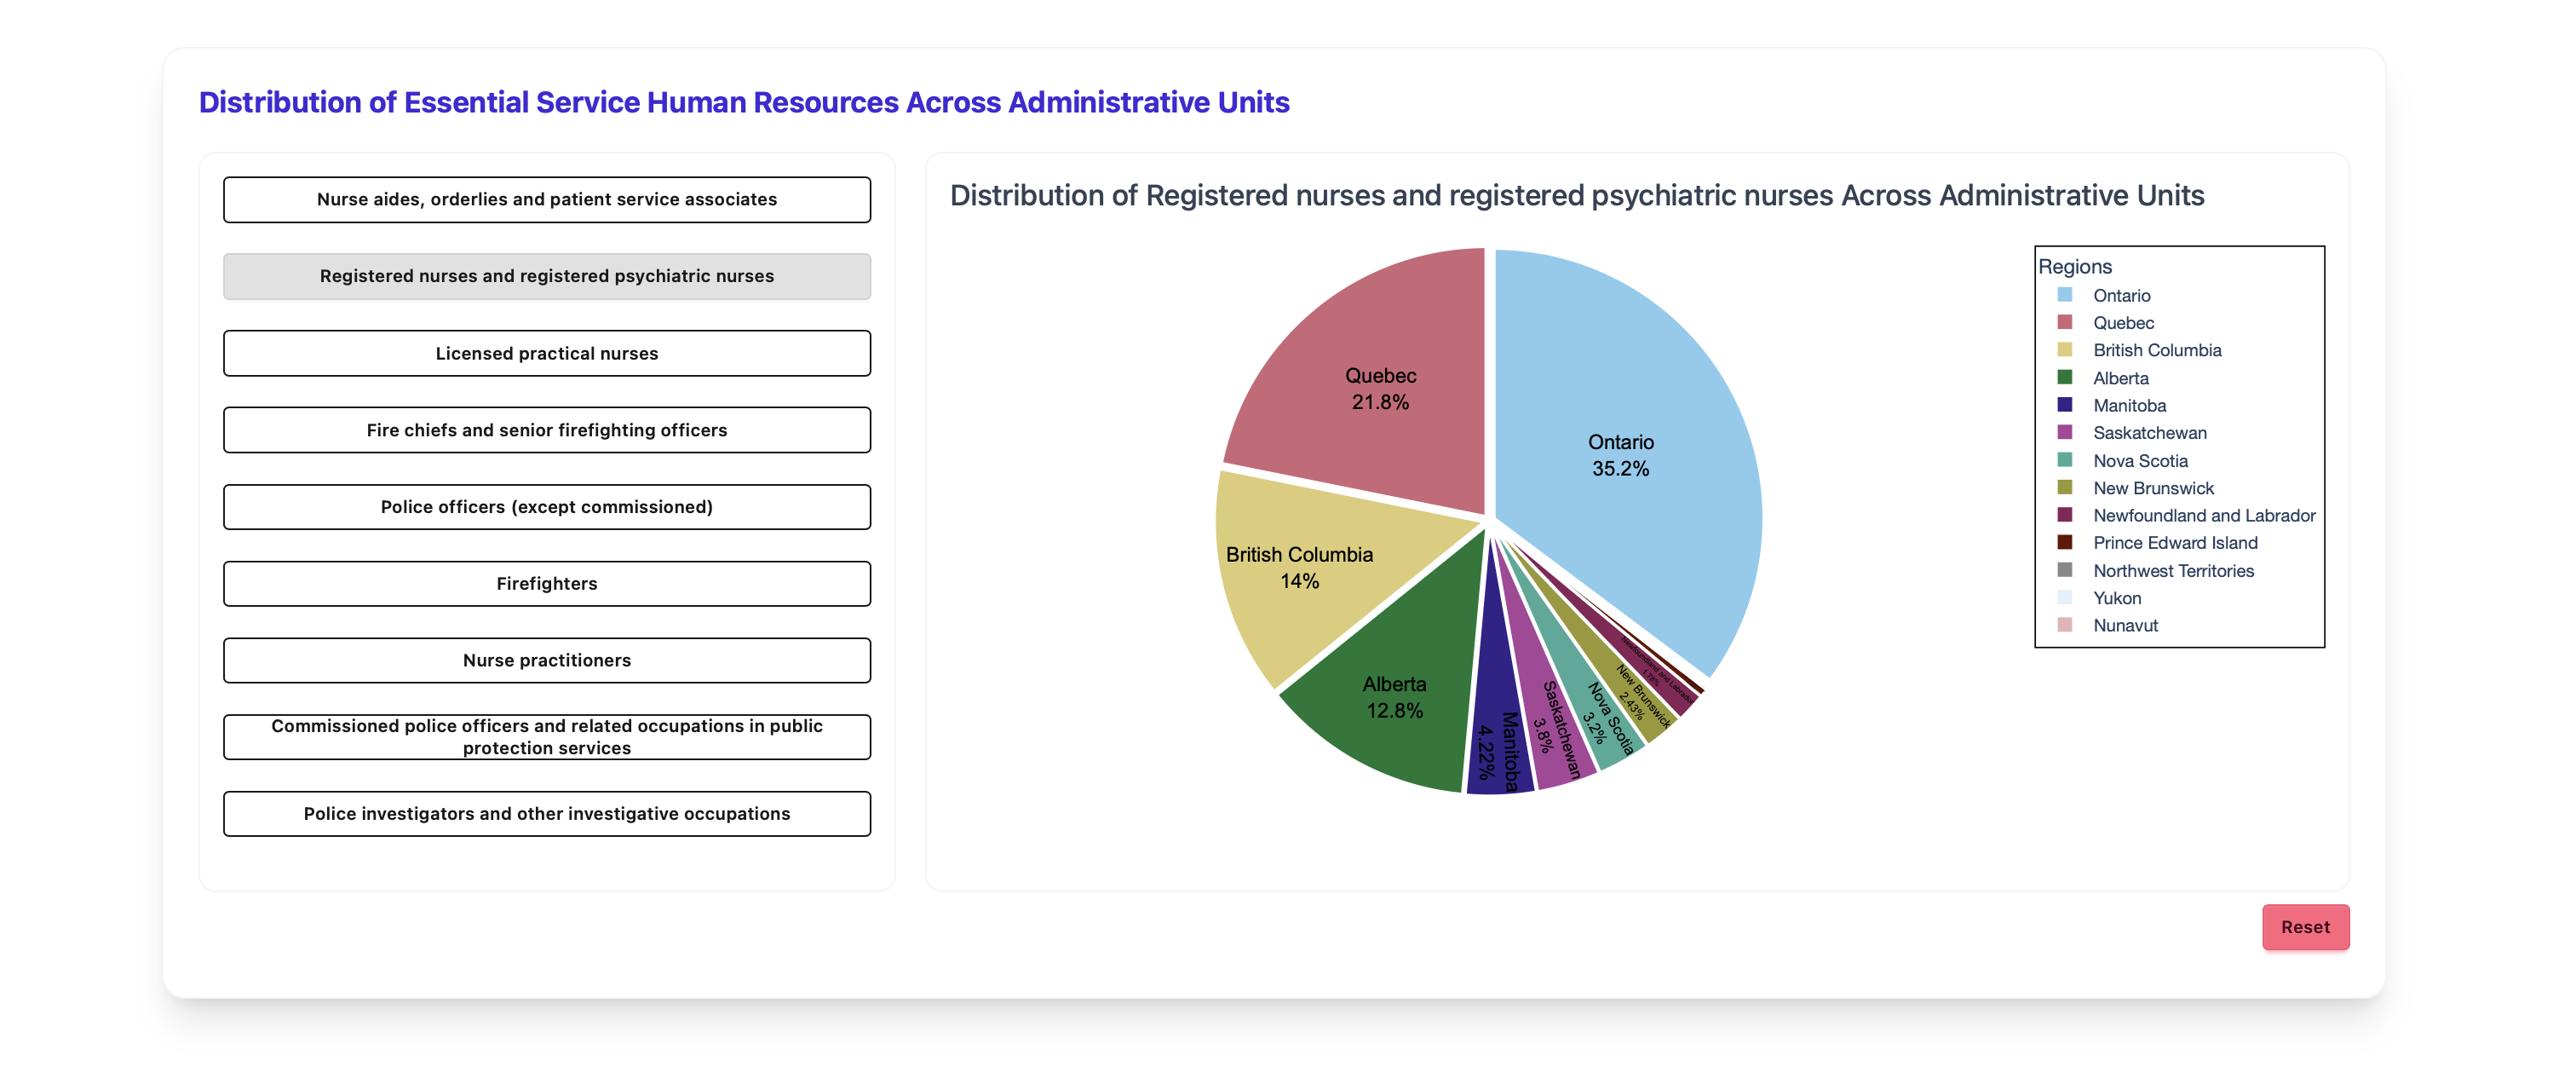 Distribution of Essential Service Human Resources Across Administrative Units
Nurse aides, orderlies and patient service associates
Registered nurses and registered psychiatric nurses
Licensed practical nurses
Fire chiefs and senior firefighting officers
Police officers (except commissioned)
Firefighters
Nurse practitioners
Commissioned police officers and related occupations in public
protection services
Police investigators and other investigative occupations
Distribution of Registered nurses and registered psychiatric nurses Across Administrative Units
Quebec
21.8%
Ontario
35.2%
British Columbia
14%
Alberta
12.8%
Manitoba
4.22%
Saskatchewan
3.8%
Nova Scotia
3.2%
New Brunswick
2.43%
Newfoundland and Labrador
1.78%
Regions
Ontario
Quebec
British Columbia
Alberta
Manitoba
Saskatchewan
Nova Scotia
New Brunswick
Newfoundland and Labrador
Prince Edward Island
Northwest Territories
Yukon
Nunavut
Reset